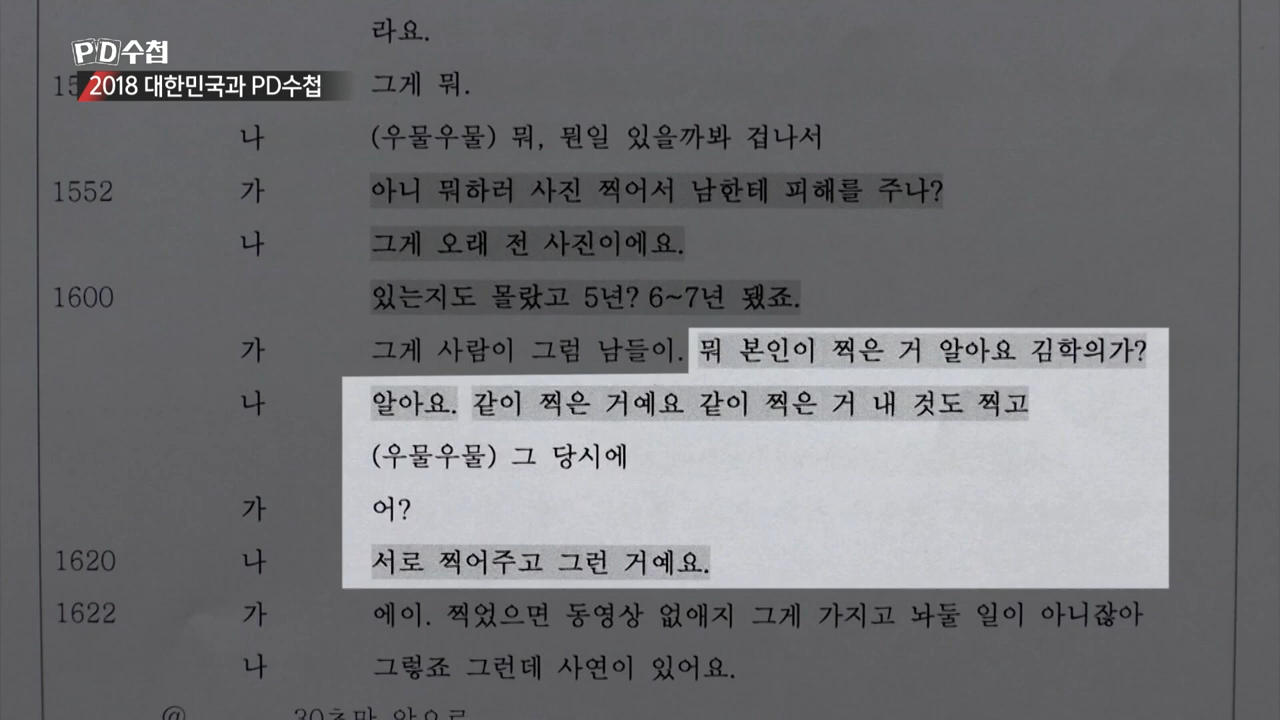 라요.
PD수첩
2018 대한민국과 PD수첩
15 그게 뭐.
나 (우물우물) 뭐, 뭔일 있을까봐 겁나서
1552 가 아니 뭐하러 사진 찍어서 남한테 피해를 주나?
나 그게 오래 전 사진이에요.
1600 있는지도 몰랐고 5년? 6~7년 됐죠.
가 그게 사람이 그럼 남들이. 뭐 본인이 찍은 거 알아요 김학의가?
나 알아요. 같이 찍은 거예요 같이 찍은 거 내 것도 찍고
(우물우물) 그 당시에
가 어?
1620 나 서로 찍어주고 그런 거예요.
1622 가 에이. 찍었으면 동영상 없애지 그게 가지고 놔둘 일이 아니잖아
나 그렇죠 그런데 사연이 있어요.
@ 30초만 앞으로